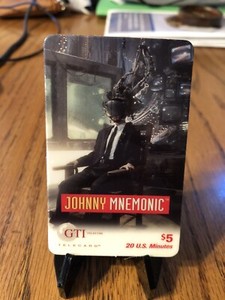 JOHNNY MNEMONIC
GTI
TELECARD
$5
20 U.S. Minutes